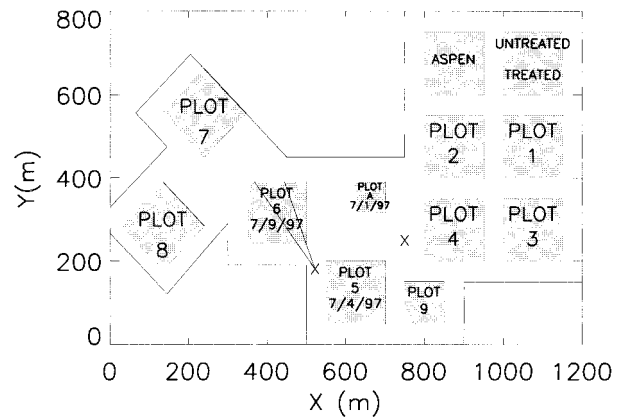 800
600
400
200
0
Y(m)
0 200 400 600 800 1000 1200
X (m)
ASPEN
UNTREATED
TREATED
PLOT
7
PLOT
2
PLOT
1
PLOT
6
7/9/97
PLOT
A
7/1/97
PLOT
8
PLOT
4
PLOT
3
PLOT
5
7/4/97
PLOT
9
X
X